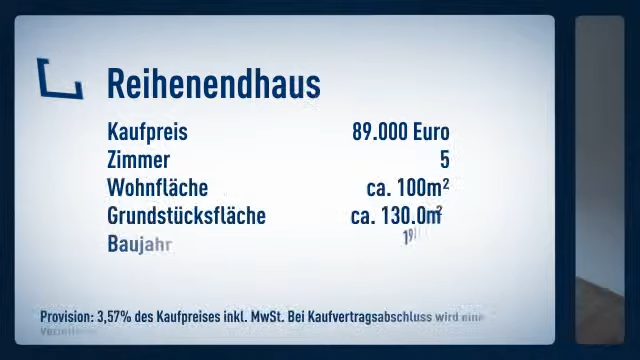 Reihenendhaus
Kaufpreis 89.000 Euro
Zimmer 5
Wohnfläche ca. 100m²
Grundstücksfläche ca. 130.0m²
Baujahr
Provision: 3,57% des Kaufpreises inkl. MwSt. Bei Kaufvertragsabschluss wird eine